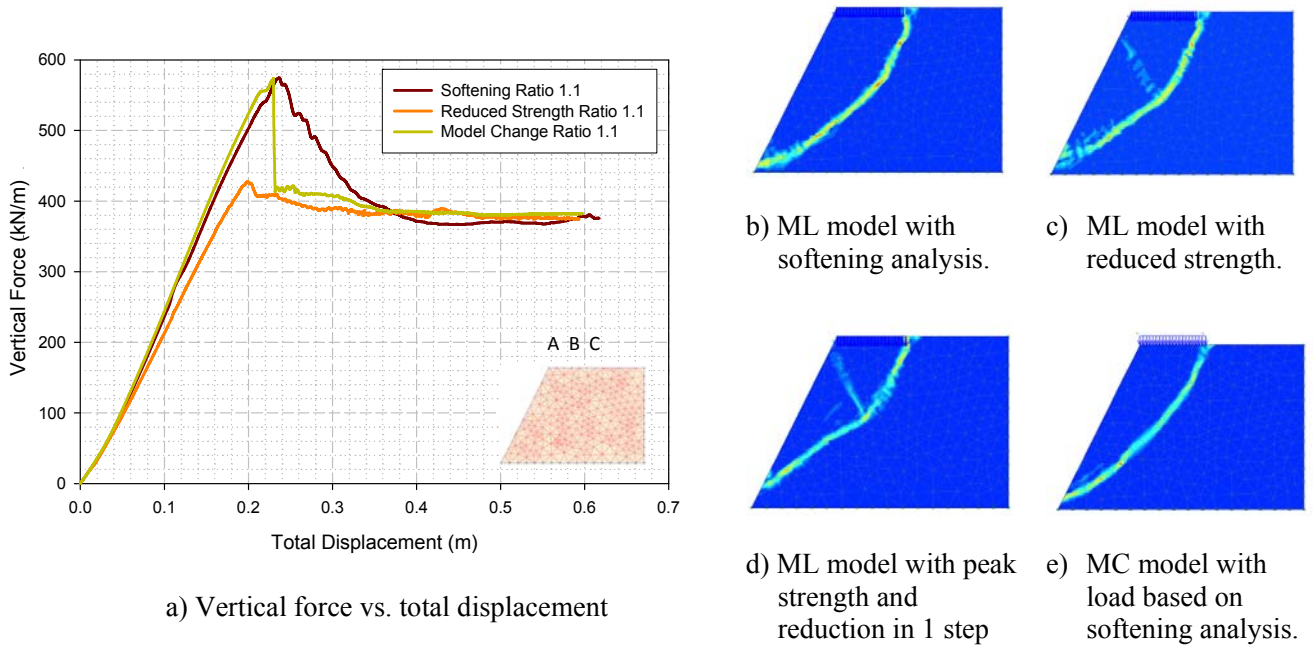 600
500
400
300
200
100
0
Vertical Force (kN/m)
Softening Ratio 1.1
Reduced Strength Ratio 1.1
Model Change Ratio 1.1
A B C
0.0 0.1 0.2 0.3 0.4 0.5 0.6 0.7
Total Displacement (m)
a) Vertical force vs. total displacement
b) ML model with
softening analysis.
c) ML model with
reduced strength.
d) ML model with peak
strength and
reduction in 1 step
e) MC model with
load based on
softening analysis.